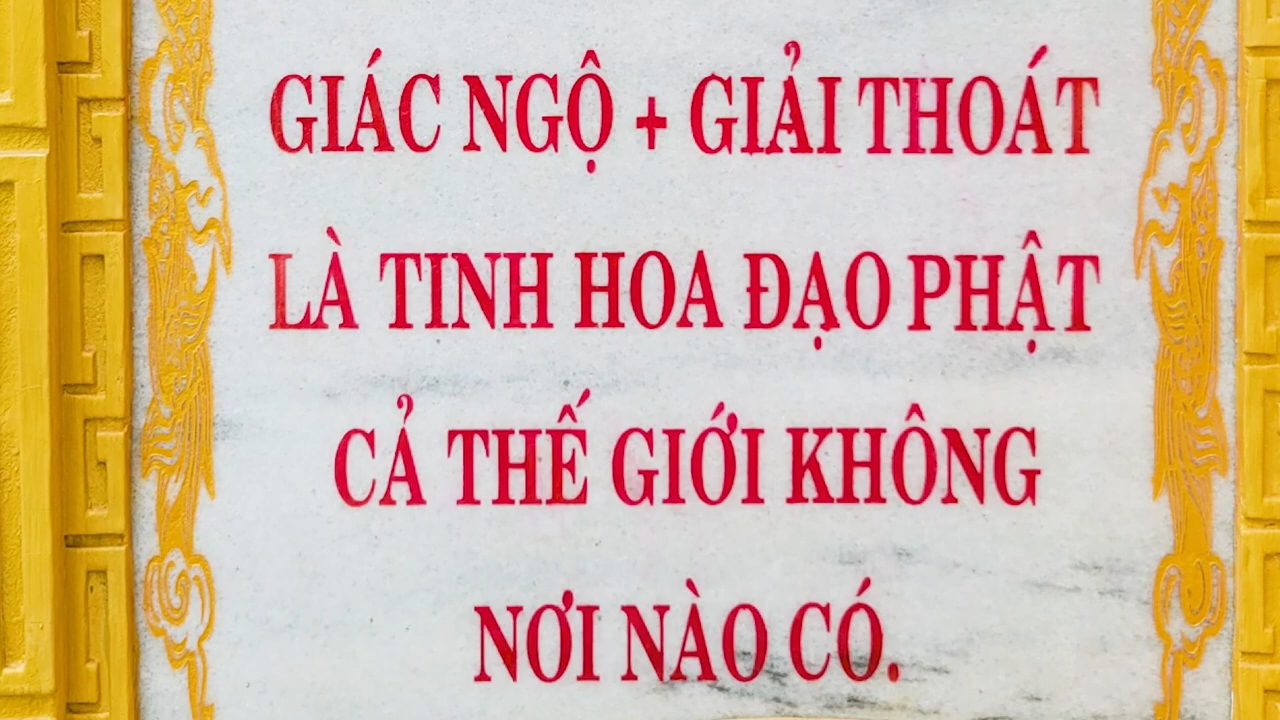 GIÁC NGỘ + GIẢI THOÁT
LÀ TINH HOA ĐẠO PHẬT
CẢ THẾ GIỚI KHÔNG
NƠI NÀO CÓ.